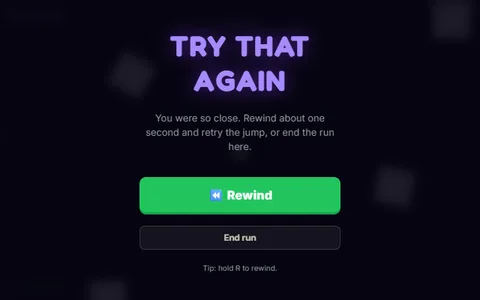 TRY THAT
AGAIN
You were so close. Rewind about one
second and retry the jump, or end the run
here.
⏪ Rewind
End run
Tip: hold R to rewind.